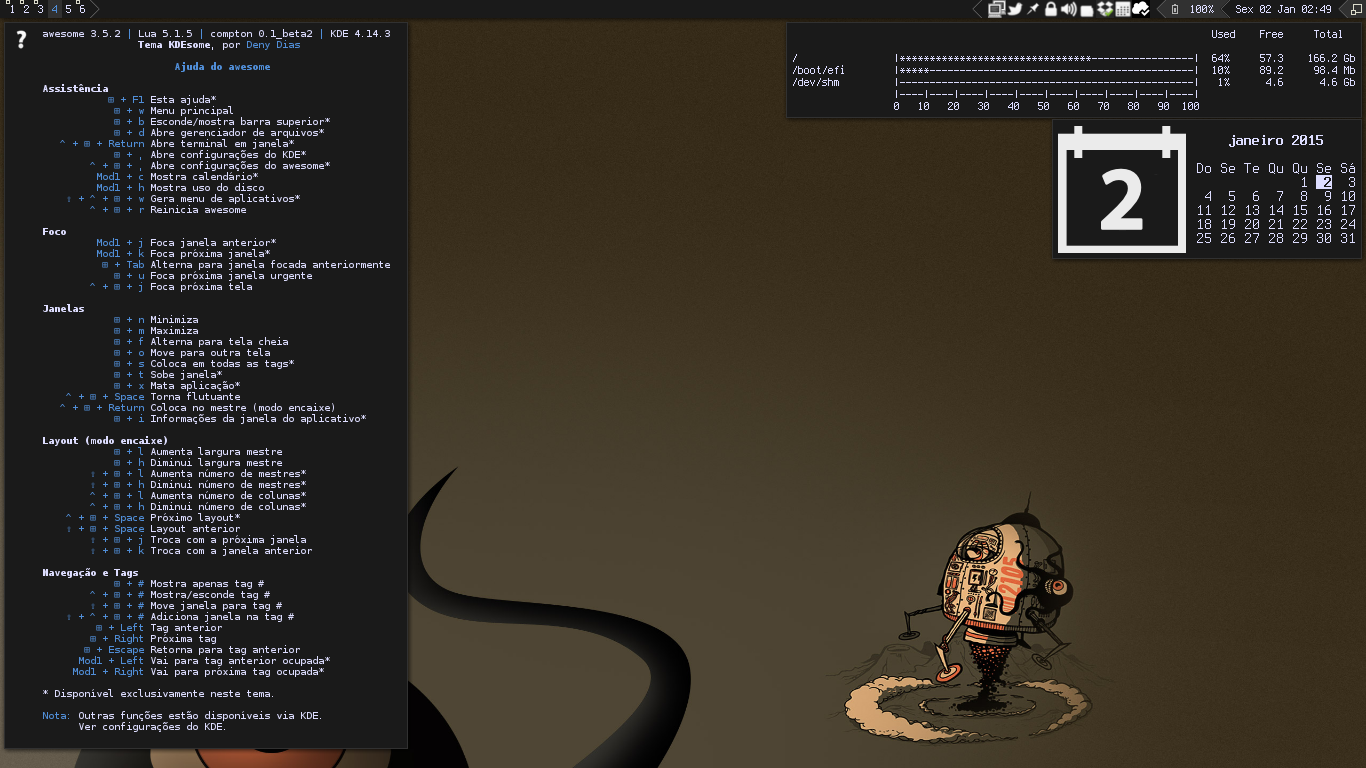 1 2 3 4 5 6
100% Sex 02 Jan 02:49
? awesome 3.5.2 | Lua 5.1.5 | compton 0.1_beta2 | KDE 4.14.3
Tema KDEsome, por Deny Dias
Ajuda do awesome
Assistência
⊞ + F1 Esta ajuda*
⊞ + w Menu principal
⊞ + b Esconde/mostra barra superior*
⊞ + d Abre gerenciador de arquivos*
^ + ⊞ + Return Abre terminal em janela*
⊞ + , Abre configurações do KDE*
^ + ⊞ + , Abre configurações do awesome*
Mod1 + c Mostra calendário*
Mod1 + h Mostra uso do disco
⇧ + ^ + ⊞ + w Gera menu de aplicativos*
^ + ⊞ + r Reinicia awesome
Foco
Mod1 + j Foca janela anterior*
Mod1 + k Foca próxima janela*
⊞ + Tab Alterna para janela focada anteriormente
⊞ + u Foca próxima janela urgente
^ + ⊞ + j Foca próxima tela
Janelas
⊞ + n Minimiza
⊞ + m Maximiza
⊞ + f Alterna para tela cheia
⊞ + o Move para outra tela
⊞ + s Coloca em todas as tags*
⊞ + t Sobe janela*
⊞ + x Mata aplicação*
^ + ⊞ + Space Torna flutuante
^ + ⊞ + Return Coloca no mestre (modo encaixe)
⊞ + i Informações da janela do aplicativo*
Layout (modo encaixe)
⊞ + l Aumenta largura mestre
⊞ + h Diminui largura mestre
⇧ + ⊞ + l Aumenta número de mestres*
⇧ + ⊞ + h Diminui número de mestres*
^ + ⊞ + l Aumenta número de colunas*
^ + ⊞ + h Diminui número de colunas*
^ + ⊞ + Space Próximo layout*
⇧ + ⊞ + Space Layout anterior
⇧ + ⊞ + j Troca com a próxima janela
⇧ + ⊞ + k Troca com a janela anterior
Navegação e Tags
⊞ + # Mostra apenas tag #
^ + ⊞ + # Mostra/esconde tag #
⇧ + ⊞ + # Move janela para tag #
⇧ + ^ + ⊞ + # Adiciona janela na tag #
⊞ + Left Tag anterior
⊞ + Right Próxima tag
⊞ + Escape Retorna para tag anterior
Mod1 + Left Vai para tag anterior ocupada*
Mod1 + Right Vai para próxima tag ocupada*
* Disponível exclusivamente neste tema.
Nota: Outras funções estão disponíveis via KDE.
Ver configurações do KDE.
Used Free Total
/ |********************************-----------------| 64% 57.3 166.2 Gb
/boot/efi |*****--------------------------------------------| 10% 89.2 98.4 Mb
/dev/shm |-------------------------------------------------| 1% 4.6 4.6 Gb
|----|----|----|----|----|----|----|----|----|----|
0 10 20 30 40 50 60 70 80 90 100
2
janeiro 2015
Do Se Te Qu Qu Se Sá
1 2 3
4 5 6 7 8 9 10
11 12 13 14 15 16 17
18 19 20 21 22 23 24
25 26 27 28 29 30 31